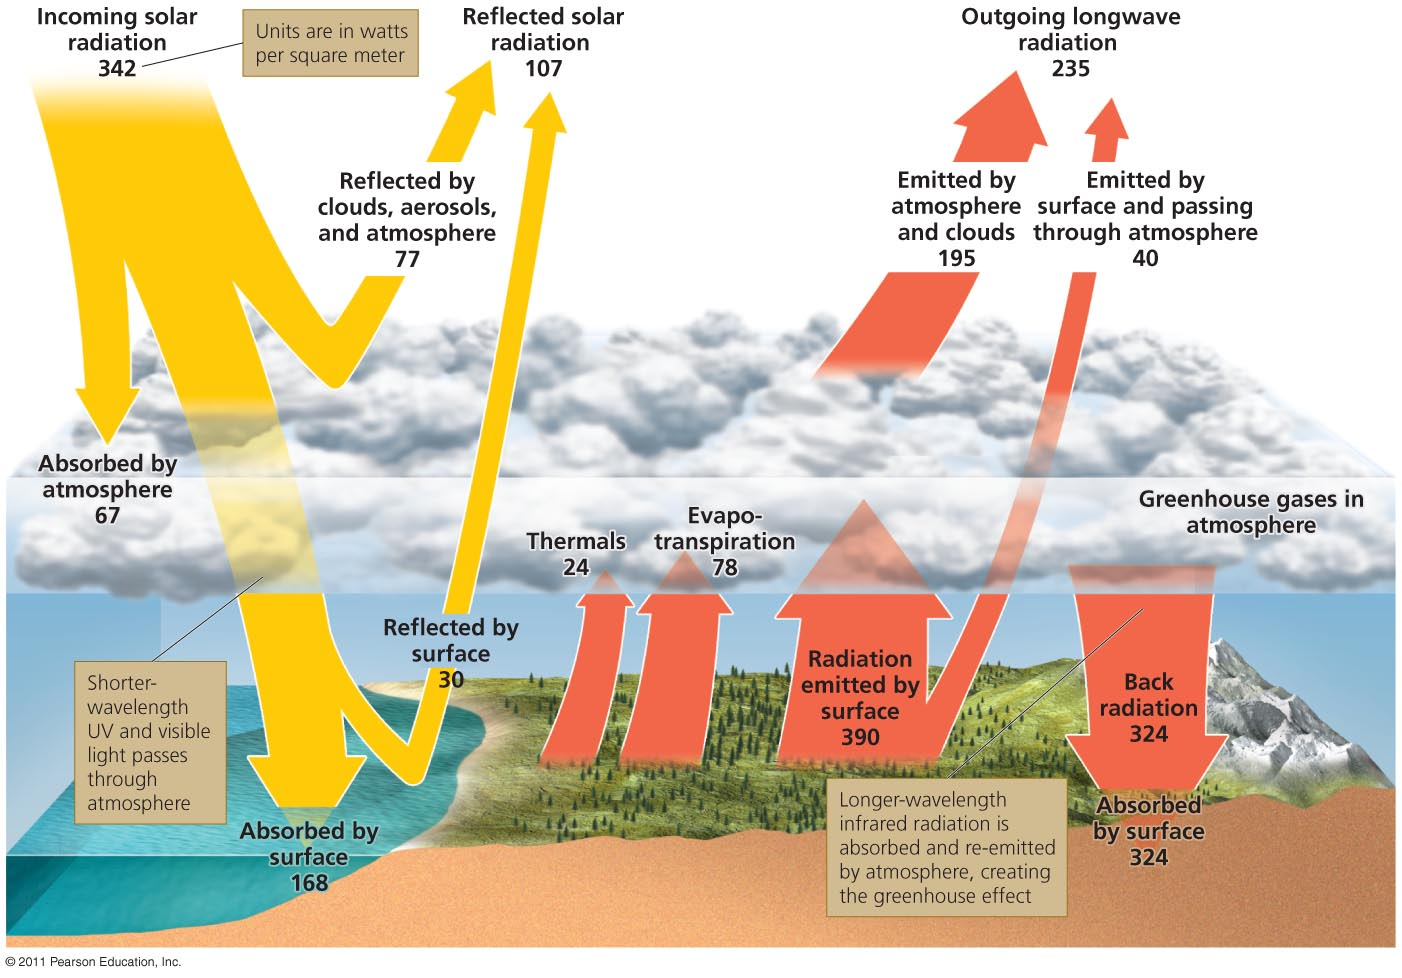 Incoming solar
radiation
342
Units are in watts
per square meter
Reflected solar
radiation
107
Outgoing longwave
radiation
235
Reflected by
clouds, aerosols,
and atmosphere
77
Emitted by
atmosphere
and clouds
195
Emitted by
surface and passing
through atmosphere
40
Absorbed by
atmosphere
67
Thermals
24
Evapo-
transpiration
78
Greenhouse gases in
atmosphere
Reflected by
surface
30
Radiation
emitted by
surface
390
Back
radiation
324
Shorter-
wavelength
UV and visible
light passes
through
atmosphere
Absorbed by
surface
168
Longer-wavelength
infrared radiation is
absorbed and re-emitted
by atmosphere, creating
the greenhouse effect
Absorbed
by surface
324
© 2011 Pearson Education, Inc.